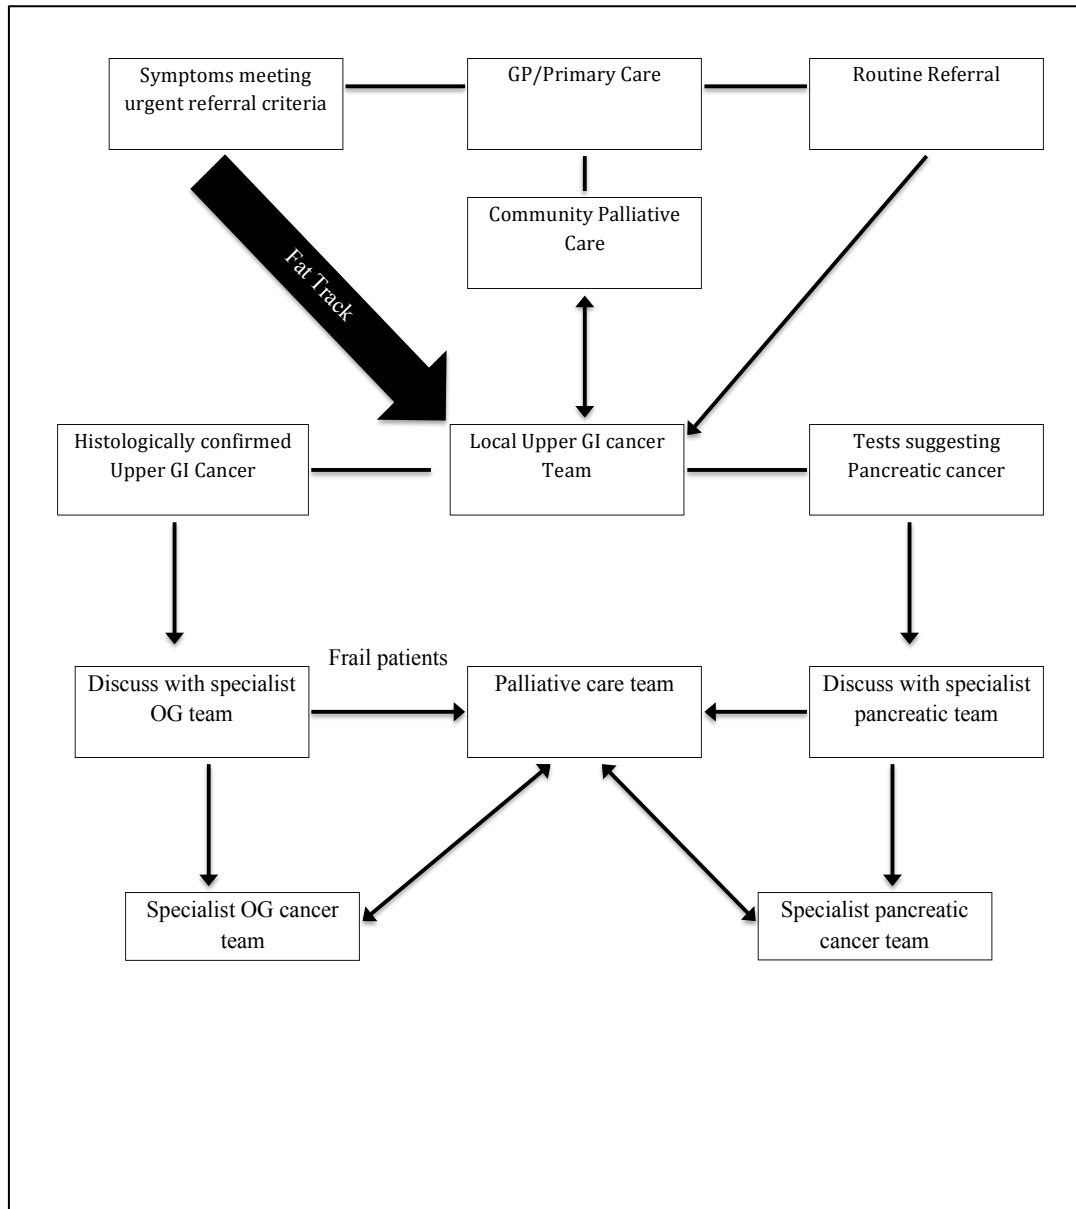 Symptoms meeting
urgent referral criteria
GP/Primary Care
Routine Referral
Community Palliative
Care
Fat Track
Histologically confirmed
Upper GI Cancer
Local Upper GI cancer
Team
Tests suggesting
Pancreatic cancer
Frail patients
Discuss with specialist
OG team
Palliative care team
Discuss with specialist
pancreatic team
Specialist OG cancer
team
Specialist pancreatic
cancer team